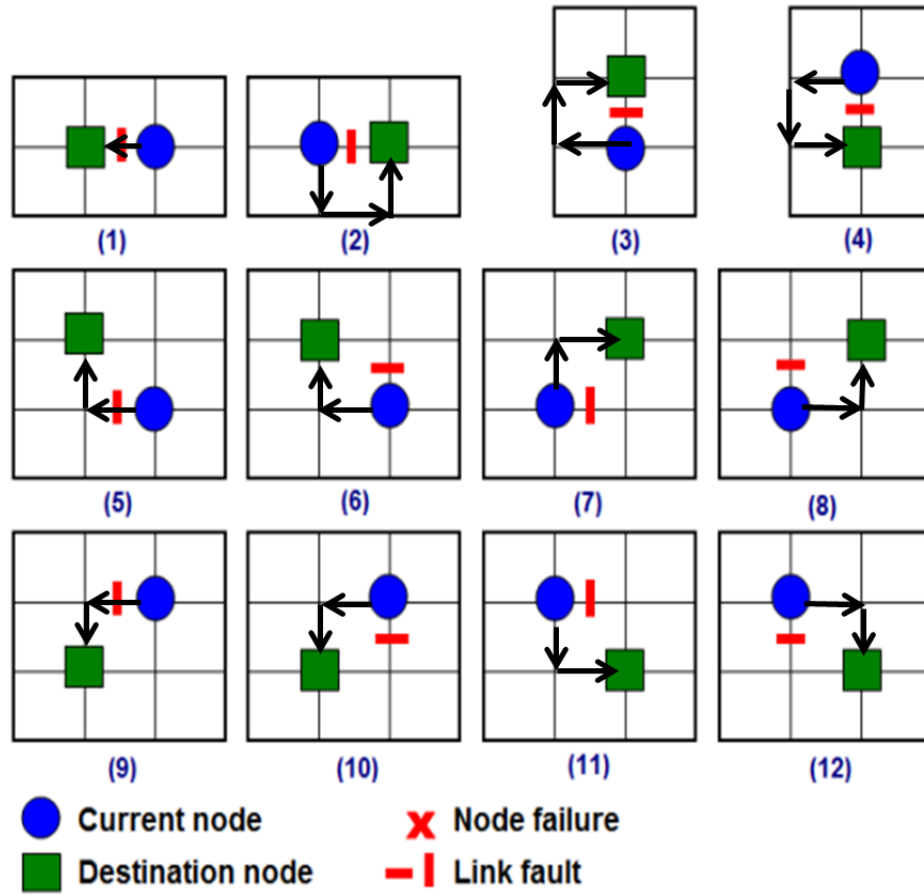 (1) (2) (3) (4)
(5) (6) (7) (8)
(9) (10) (11) (12)
Current node x Node failure
Destination node Link fault